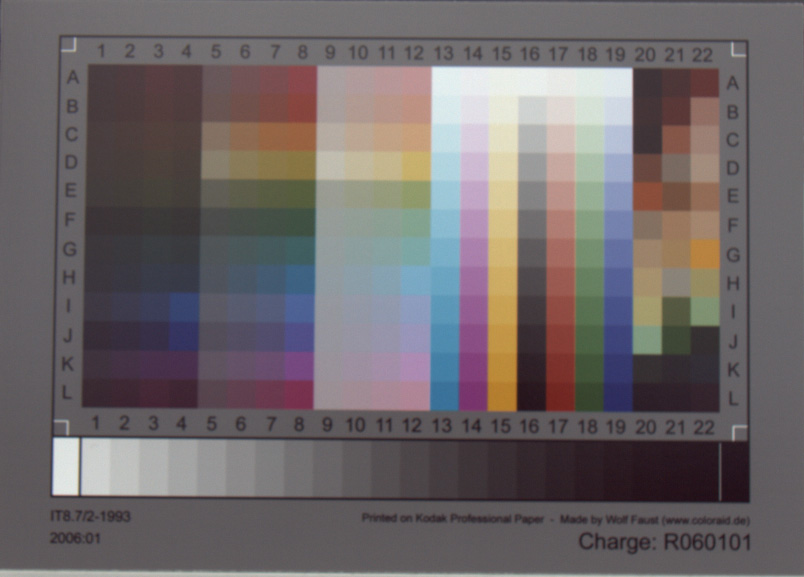 1 2 3 4 5 6 7 8 9 10 11 12 13 14 15 16 17 18 19 20 21 22
A A
B B
C C
D D
E E
F F
G G
H H
I I
J J
K K
L L
1 2 3 4 5 6 7 8 9 10 11 12 13 14 15 16 17 18 19 20 21 22
IT8.7/2-1993 Printed on Kodak Professional Paper - Made by Wolf Faust (www.coloraid.de)
2006:01 Charge: R060101